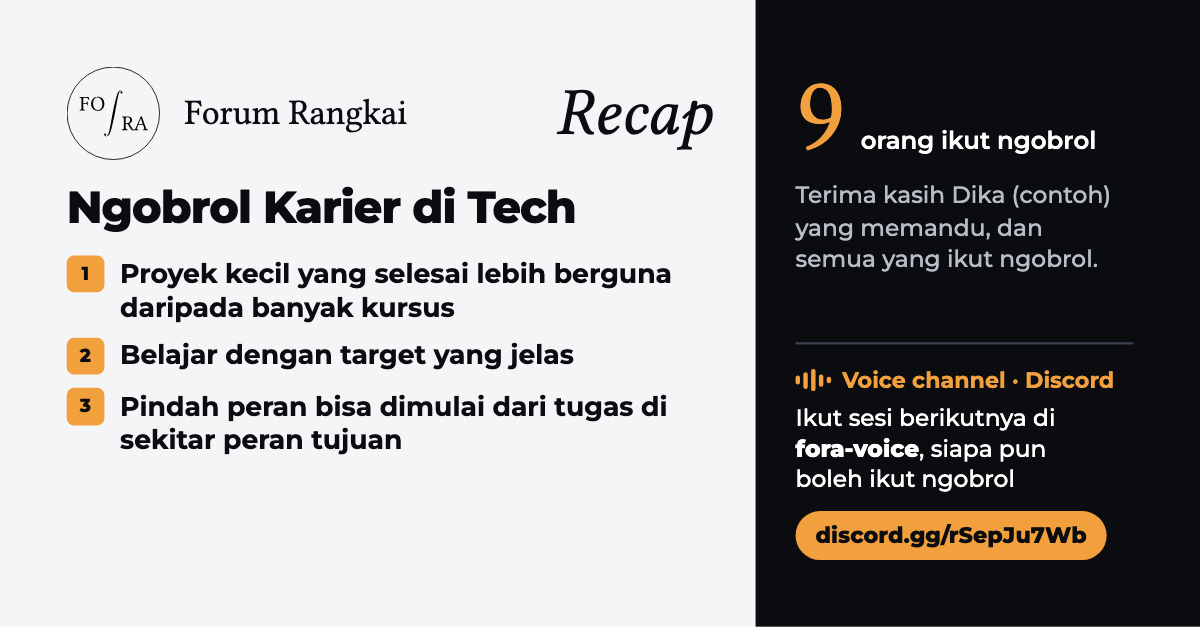 FO
RA
Forum Rangkai
Recap
Ngobrol Karier di Tech
1
Proyek kecil yang selesai lebih berguna
daripada banyak kursus
2
Belajar dengan target yang jelas
3
Pindah peran bisa dimulai dari tugas di
sekitar peran tujuan
9 orang ikut ngobrol
Terima kasih Dika (contoh)
yang memandu, dan
semua yang ikut ngobrol.
Voice channel · Discord
Ikut sesi berikutnya di
fora-voice, siapa pun
boleh ikut ngobrol
discord.gg/rSepJu7Wb